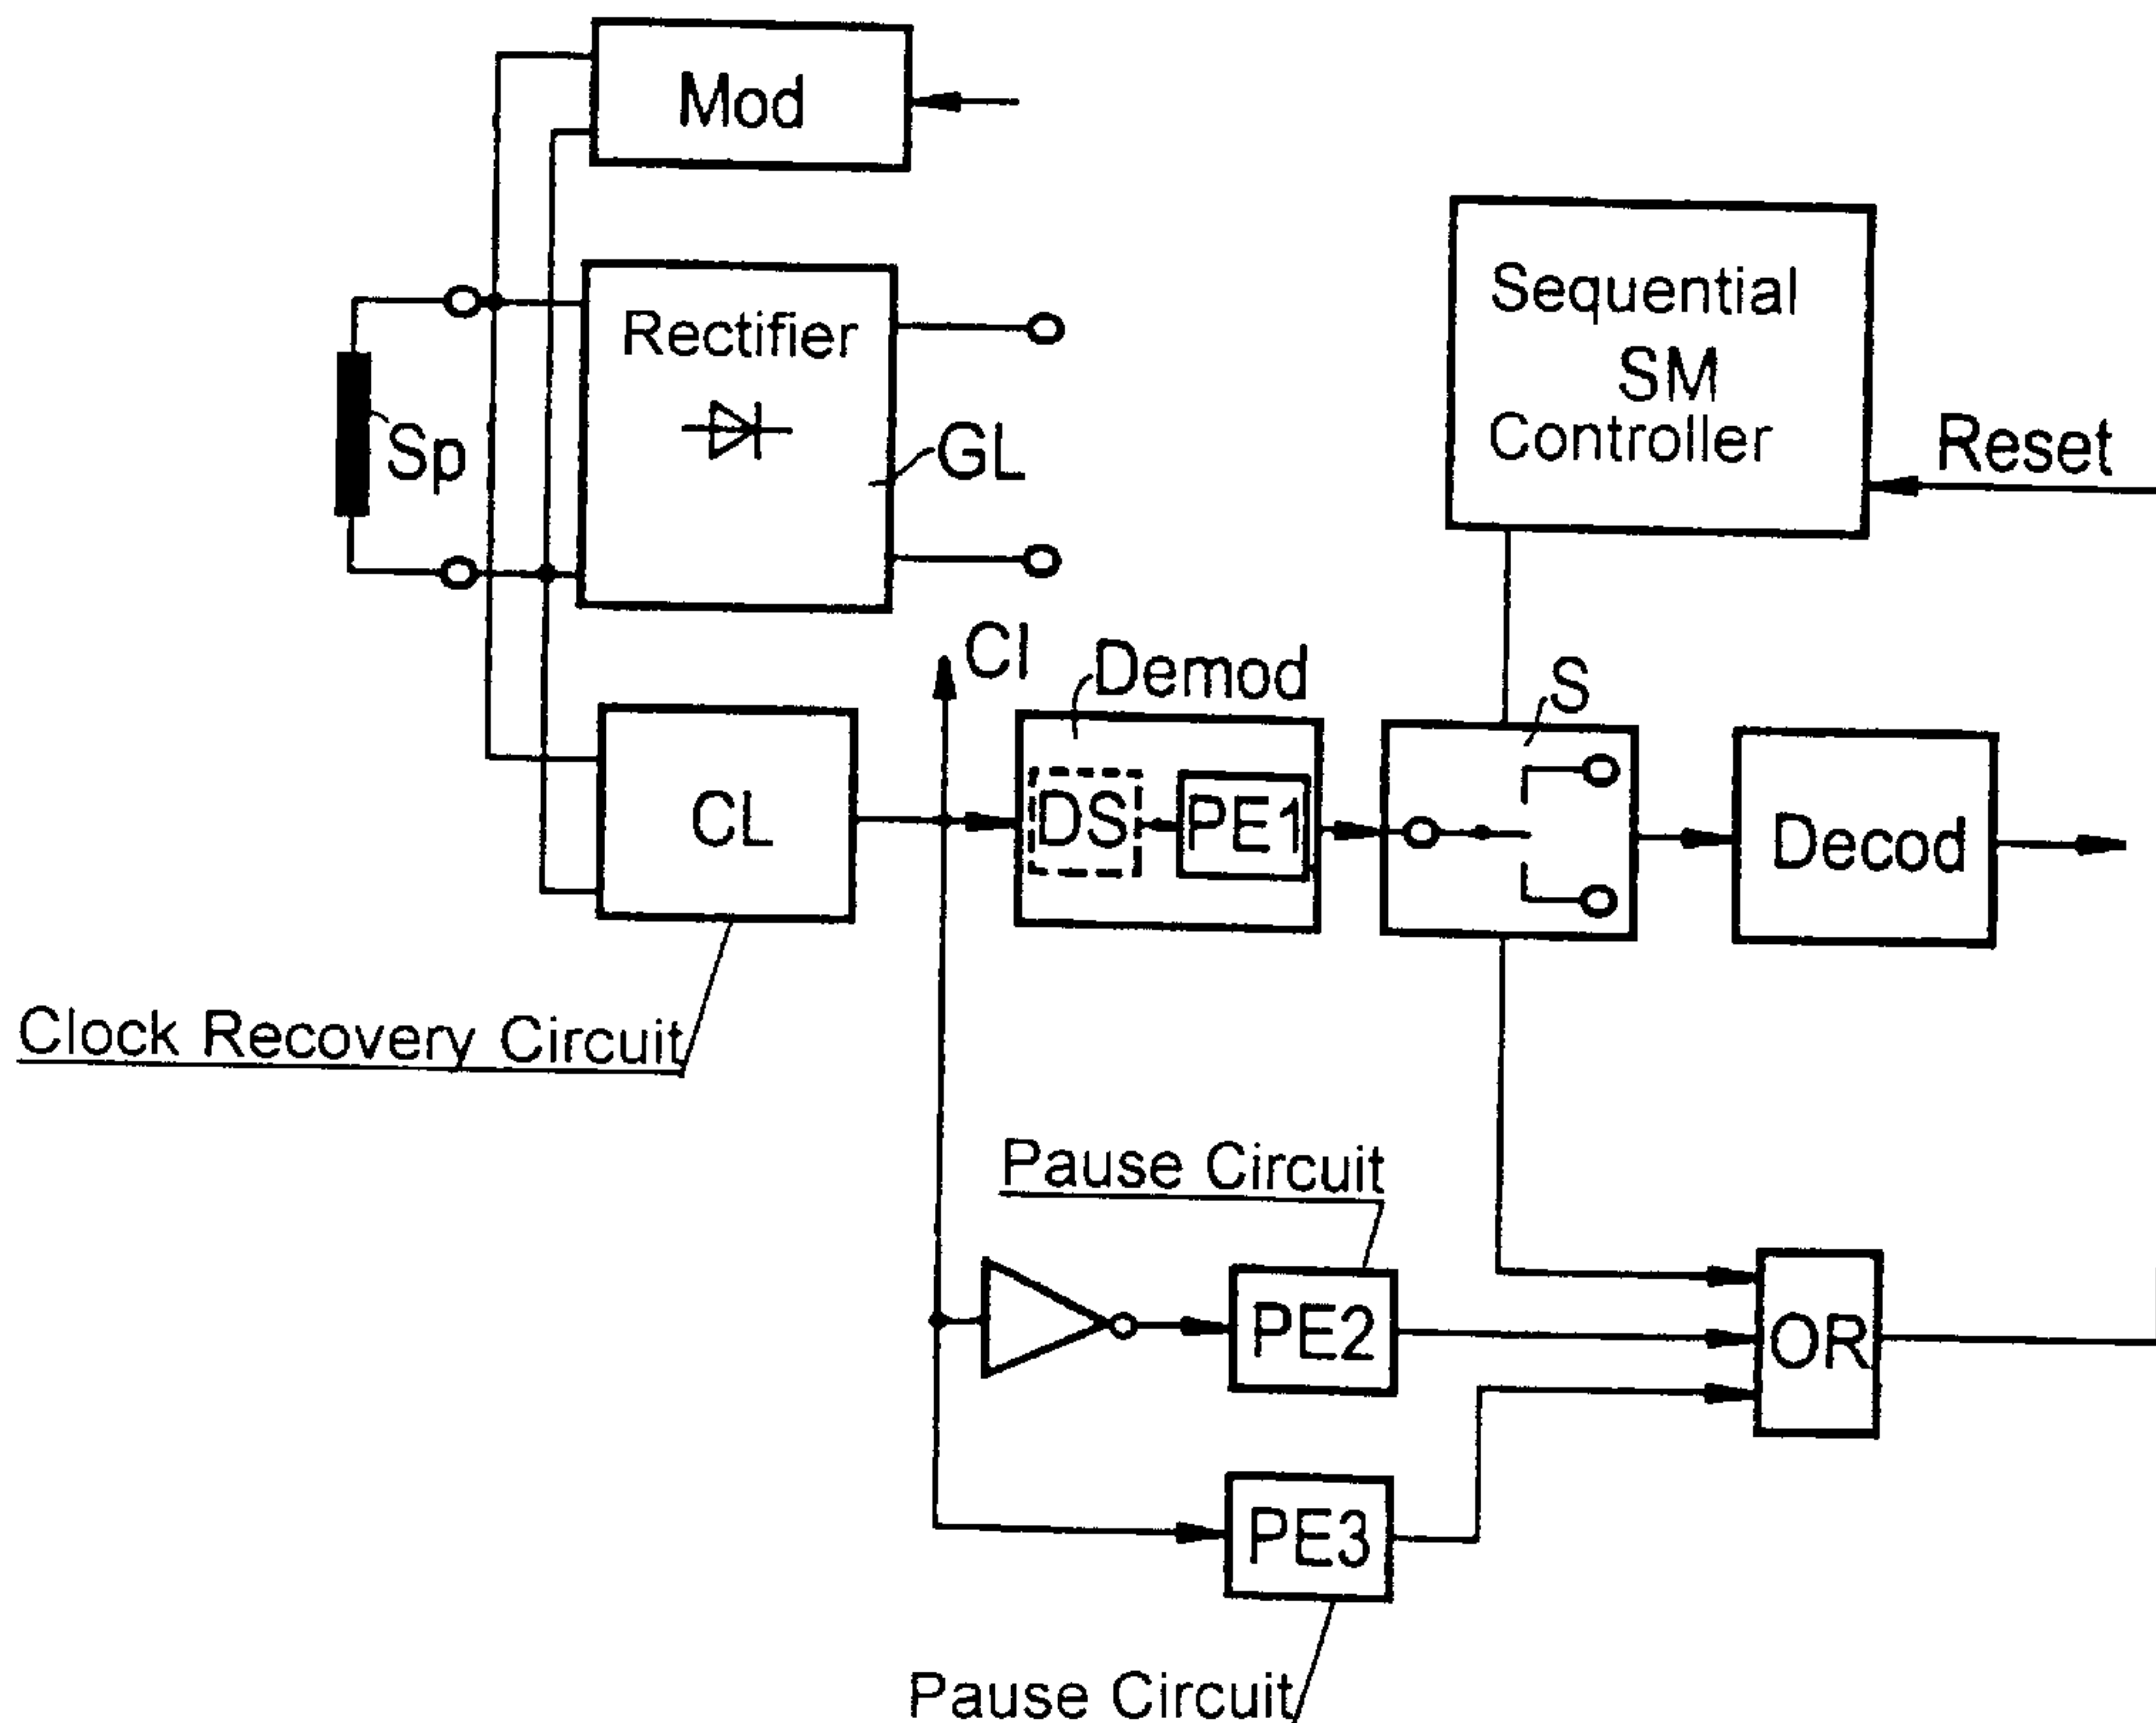 Mod
Rectifier
Sp
GL
Sequential
SM
Controller
Reset
Cl
Demod
S
CL
DS
PE1
Decod
Clock Recovery Circuit
Pause Circuit
PE2
OR
PE3
Pause Circuit